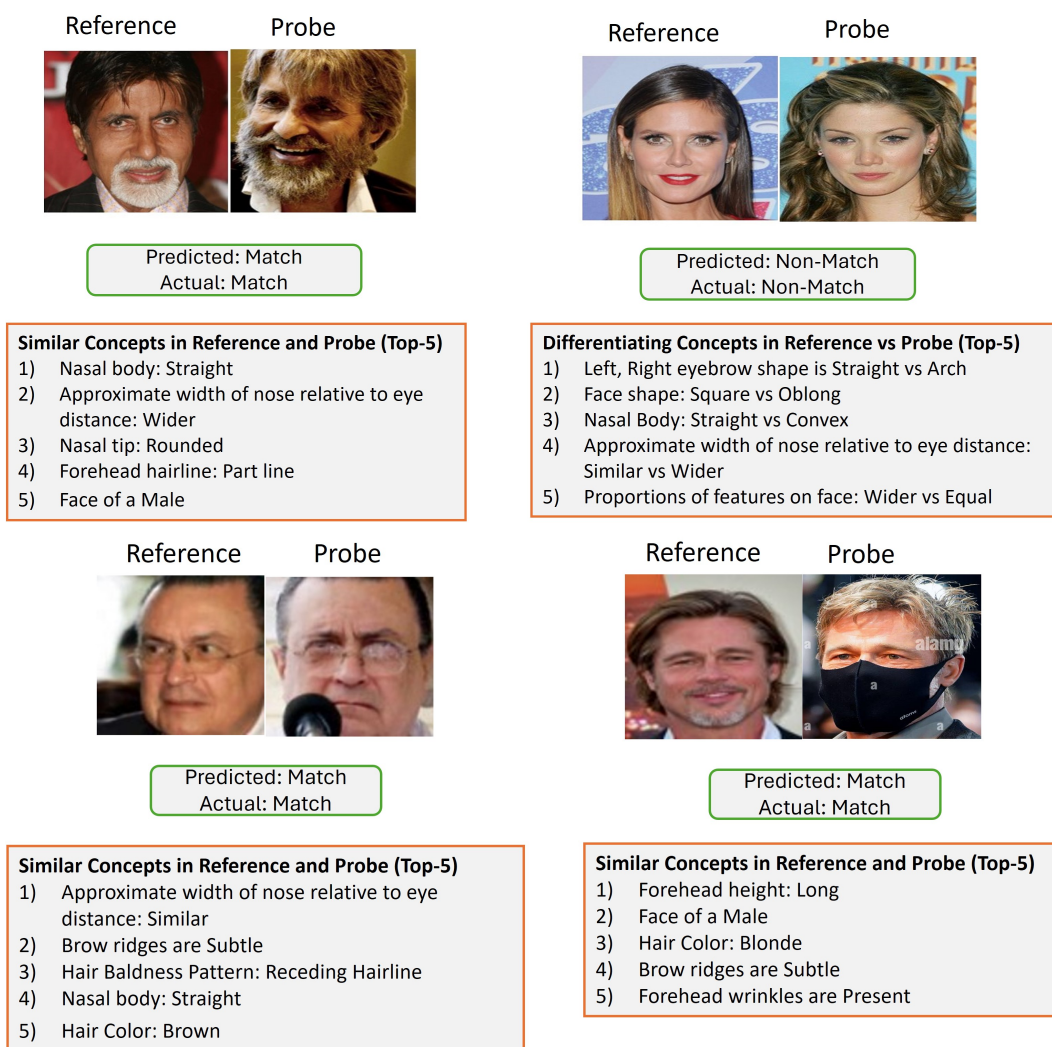 Reference Probe
Predicted: Match
Actual: Match
Similar Concepts in Reference and Probe (Top-5)
1) Nasal body: Straight
2) Approximate width of nose relative to eye
distance: Wider
3) Nasal tip: Rounded
4) Forehead hairline: Part line
5) Face of a Male
Reference Probe
Predicted: Non-Match
Actual: Non-Match
Differentiating Concepts in Reference vs Probe (Top-5)
1) Left, Right eyebrow shape is Straight vs Arch
2) Face shape: Square vs Oblong
3) Nasal Body: Straight vs Convex
4) Approximate width of nose relative to eye distance:
Similar vs Wider
5) Proportions of features on face: Wider vs Equal
Reference Probe
Predicted: Match
Actual: Match
Similar Concepts in Reference and Probe (Top-5)
1) Approximate width of nose relative to eye
distance: Similar
2) Brow ridges are Subtle
3) Hair Baldness Pattern: Receding Hairline
4) Nasal body: Straight
5) Hair Color: Brown
Reference Probe
alamy
a
a
a
alamy
a
a
Predicted: Match
Actual: Match
Similar Concepts in Reference and Probe (Top-5)
1) Forehead height: Long
2) Face of a Male
3) Hair Color: Blonde
4) Brow ridges are Subtle
5) Forehead wrinkles are Present